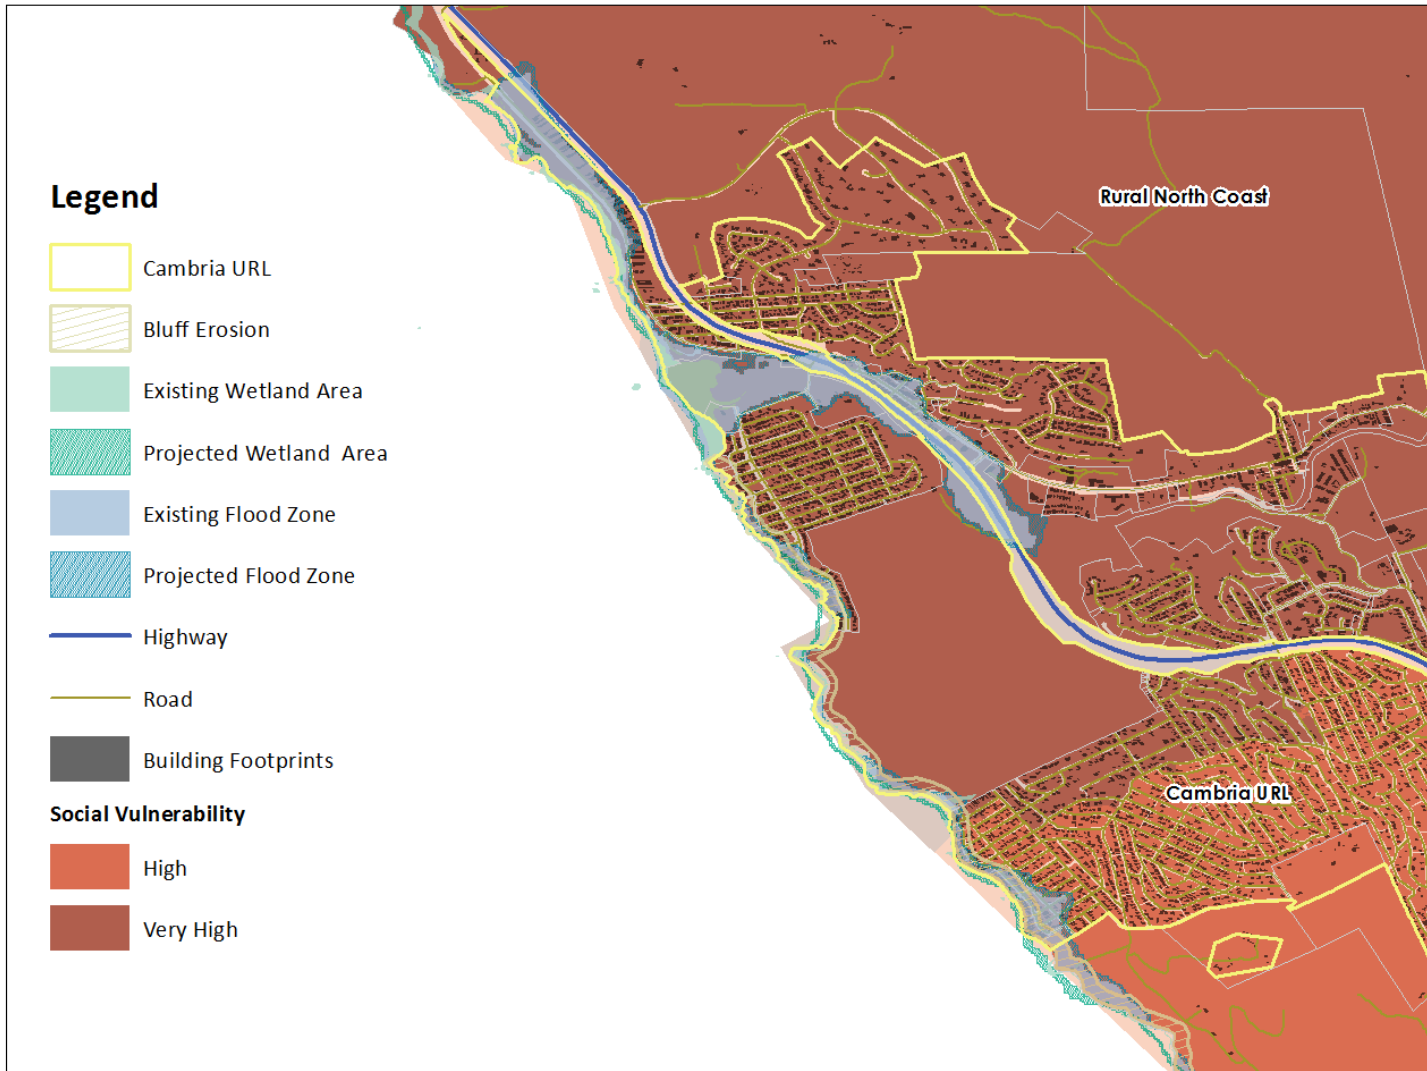 Legend
Cambria URL
Bluff Erosion
Existing Wetland Area
Projected Wetland Area
Existing Flood Zone
Projected Flood Zone
Highway
Road
Building Footprints
Social Vulnerability
High
Very High
Rural North Coast
Cambria URL